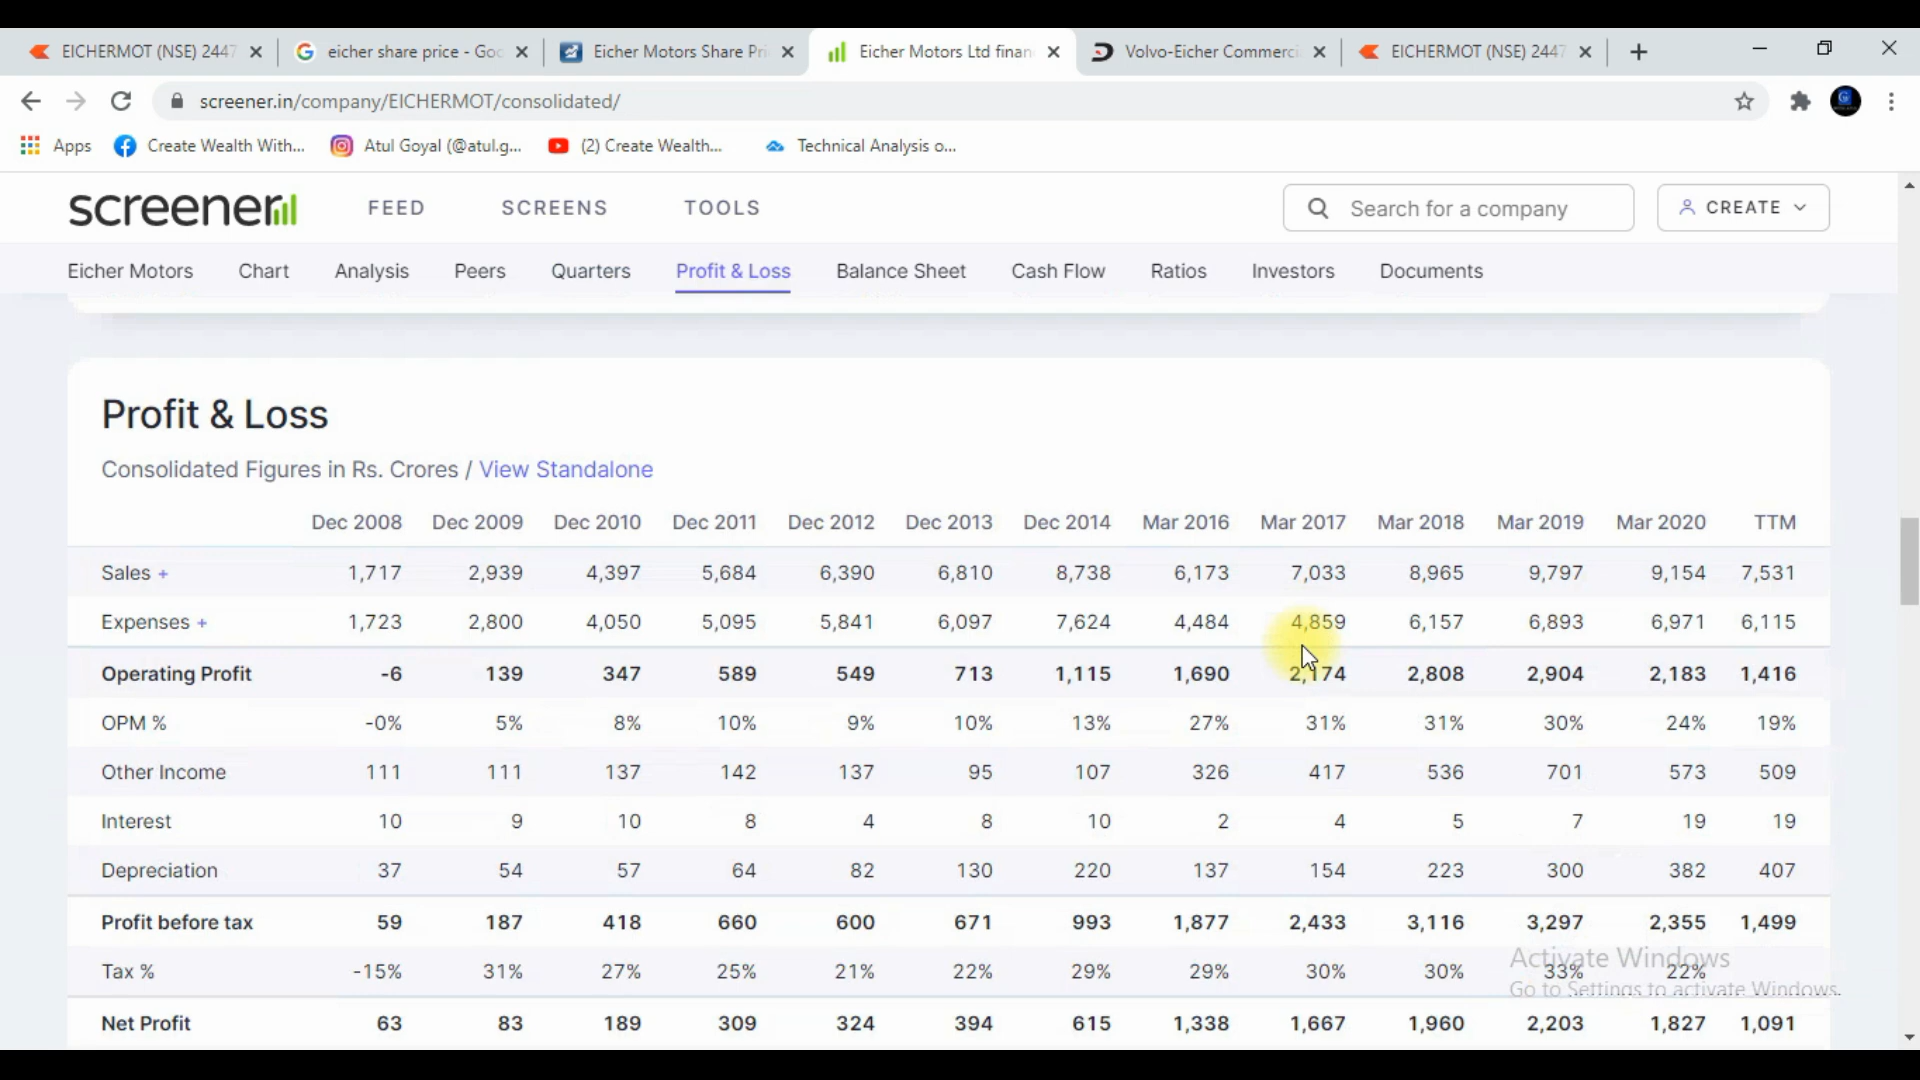 EICHERMOT (NSE) 2447
eicher share price - Goo
Eicher Motors Share Pri
Eicher Motors Ltd finan
Volvo-Eicher Commerci
EICHERMOT (NSE) 2447
screener.in/company/EICHERMOT/consolidated/
Apps Create Wealth With... Atul Goyal (@atul.g... (2) Create Wealth... Technical Analysis o...
screener FEED SCREENS TOOLS Search for a company CREATE
Eicher Motors Chart Analysis Peers Quarters Profit & Loss Balance Sheet Cash Flow Ratios Investors Documents
Profit & Loss
Consolidated Figures in Rs. Crores / View Standalone
Dec 2008 Dec 2009 Dec 2010 Dec 2011 Dec 2012 Dec 2013 Dec 2014 Mar 2016 Mar 2017 Mar 2018 Mar 2019 Mar 2020 TTM
Sales + 1,717 2,939 4,397 5,684 6,390 6,810 8,738 6,173 7,033 8,965 9,797 9,154 7,531
Expenses + 1,723 2,800 4,050 5,095 5,841 6,097 7,624 4,484 4,859 6,157 6,893 6,971 6,115
Operating Profit -6 139 347 589 549 713 1,115 1,690 2,174 2,808 2,904 2,183 1,416
OPM % -0% 5% 8% 10% 9% 10% 13% 27% 31% 31% 30% 24% 19%
Other Income 111 111 137 142 137 95 107 326 417 536 701 573 509
Interest 10 9 10 8 4 8 10 2 4 5 7 19 19
Depreciation 37 54 57 64 82 130 220 137 154 223 300 382 407
Profit before tax 59 187 418 660 600 671 993 1,877 2,433 3,116 3,297 2,355 1,499
Tax % -15% 31% 27% 25% 21% 22% 29% 29% 30% 30% 33% 22%
Net Profit 63 83 189 309 324 394 615 1,338 1,667 1,960 2,203 1,827 1,091
Activate Windows
Go to Settings to activate Windows.